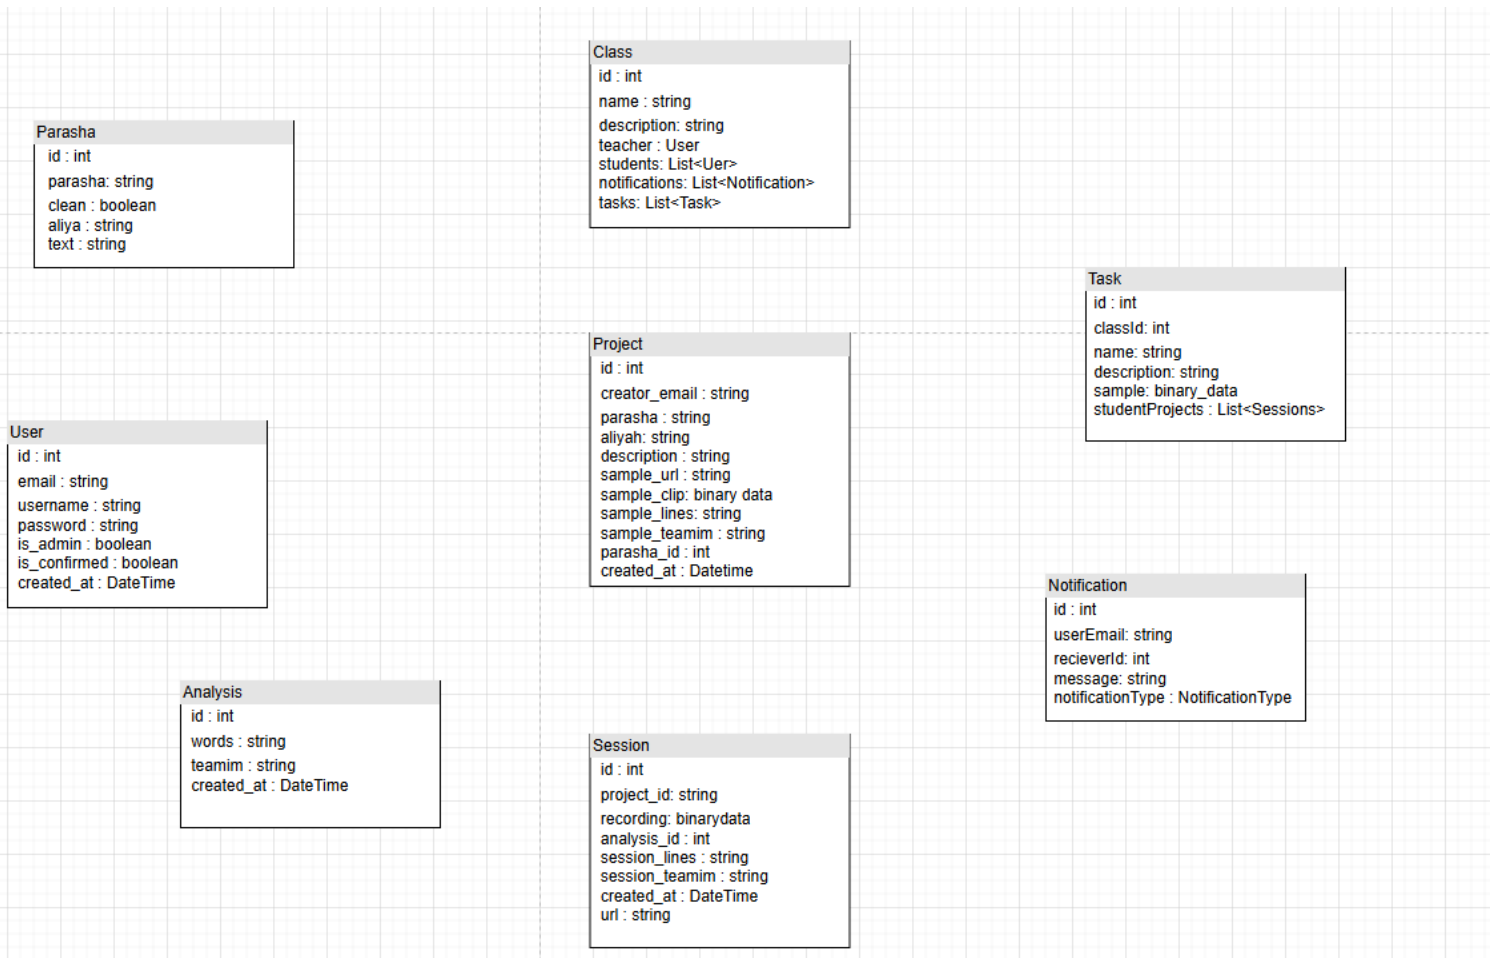 Class
id : int
name : string
description: string
teacher : User
students: List<Uer>
notifications: List<Notification>
tasks: List<Task>
Parasha
id : int
parasha: string
clean : boolean
aliya : string
text : string
Task
id : int
classId: int
name: string
description: string
sample: binary_data
studentProjects : List<Sessions>
Project
id : int
creator_email : string
parasha : string
aliyah: string
description : string
sample_url : string
sample_clip: binary data
sample_lines: string
sample_teamim : string
parasha_id : int
created_at : Datetime
User
id : int
email : string
username : string
password : string
is_admin : boolean
is_confirmed : boolean
created_at : DateTime
Notification
id : int
userEmail: string
recieverId: int
message: string
notificationType : NotificationType
Analysis
id : int
words : string
teamim : string
created_at : DateTime
Session
id : int
project_id: string
recording: binarydata
analysis_id : int
session_lines : string
session_teamim : string
created_at : DateTime
url : string